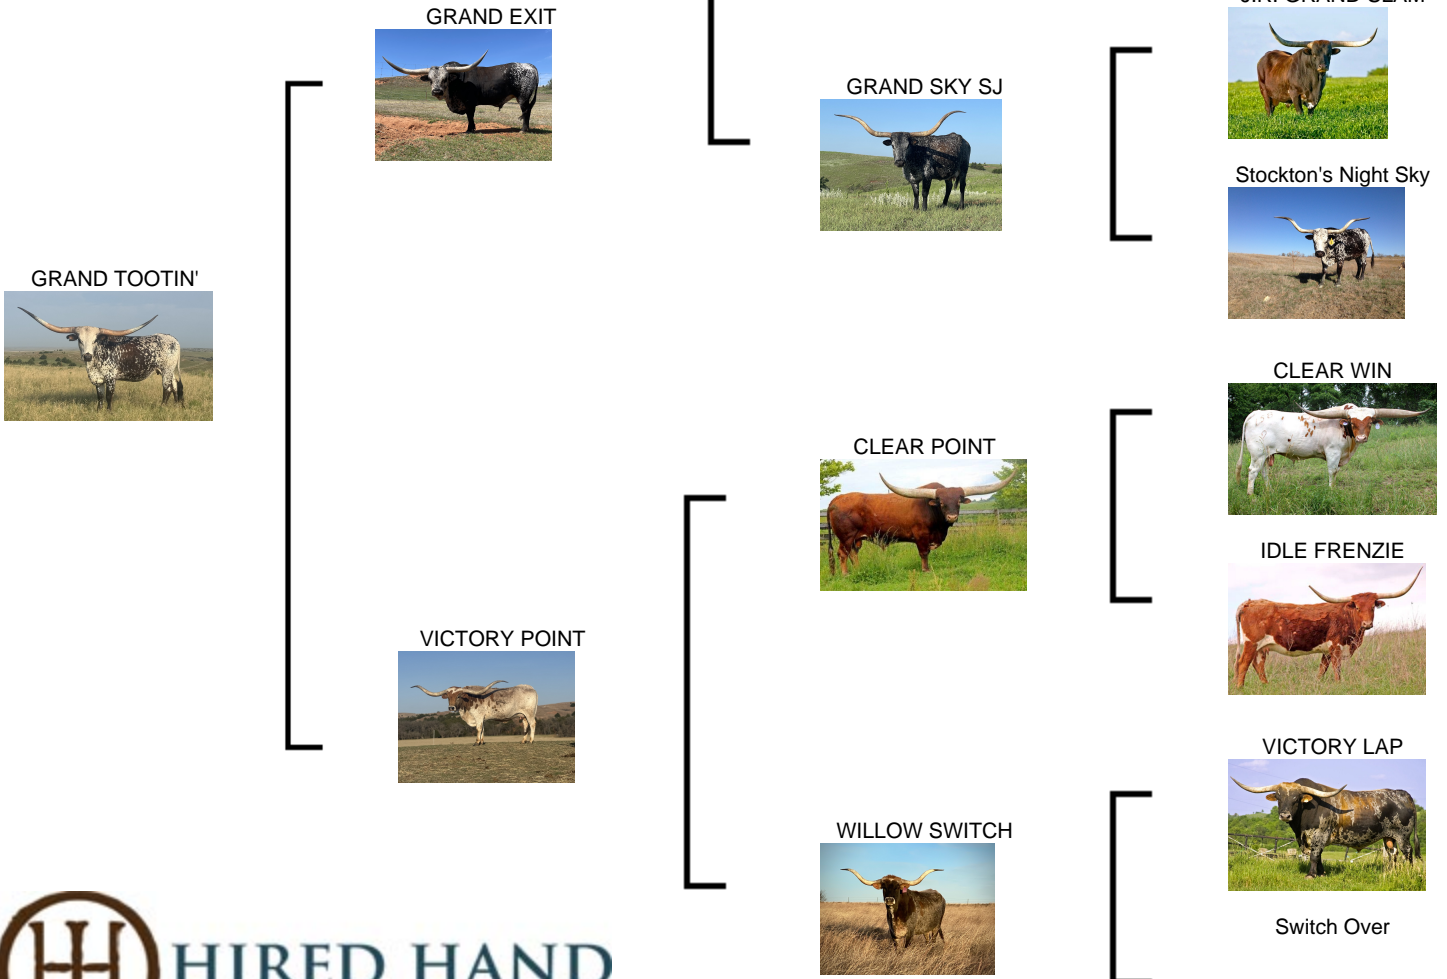 GRAND EXIT
GRAND SKY SJ
Stockton's Night Sky
GRAND TOOTIN'
CLEAR WIN
CLEAR POINT
IDLE FRENZIE
VICTORY POINT
VICTORY LAP
WILLOW SWITCH
Switch Over
HIRED HAND